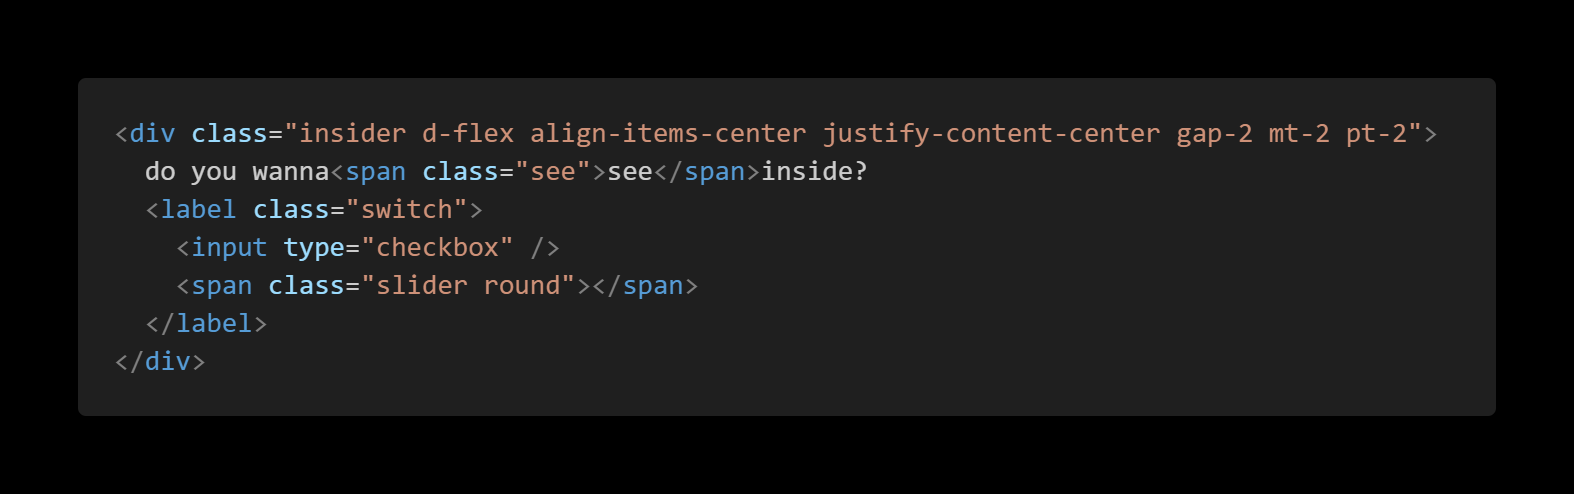 <div class="insider d-flex align-items-center justify-content-center gap-2 mt-2 pt-2">
do you wanna<span class="see">see</span>inside?
<label class="switch">
<input type="checkbox" />
<span class="slider round"></span>
</label>
</div>